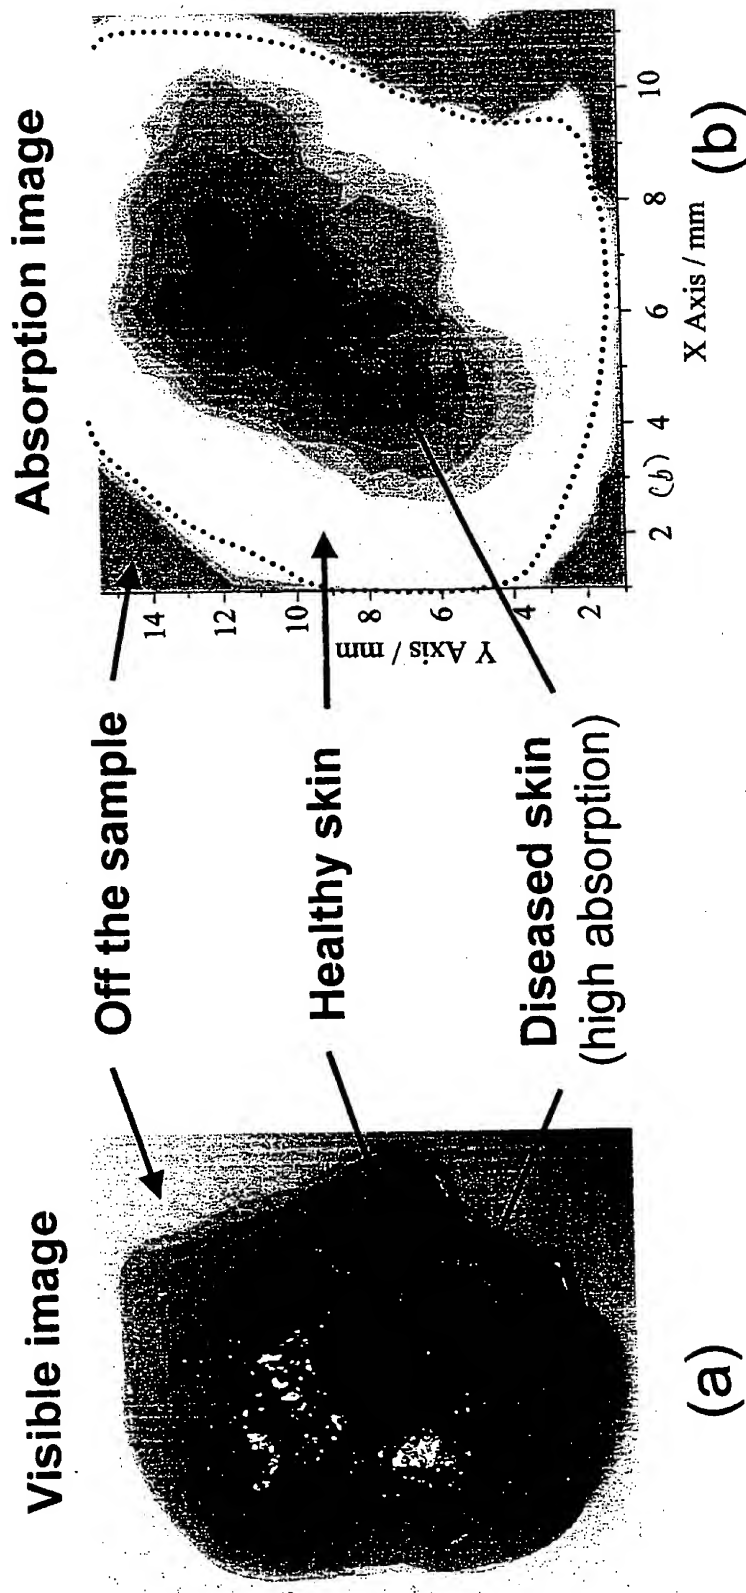 Visible image
Absorption image
Off the sample
Healthy skin
Diseased skin
(high absorption)
14
12
10
8
6
4
2
Y Axis / mm
2
(b)
4
6
8
10
X Axis / mm
(a)
(b)